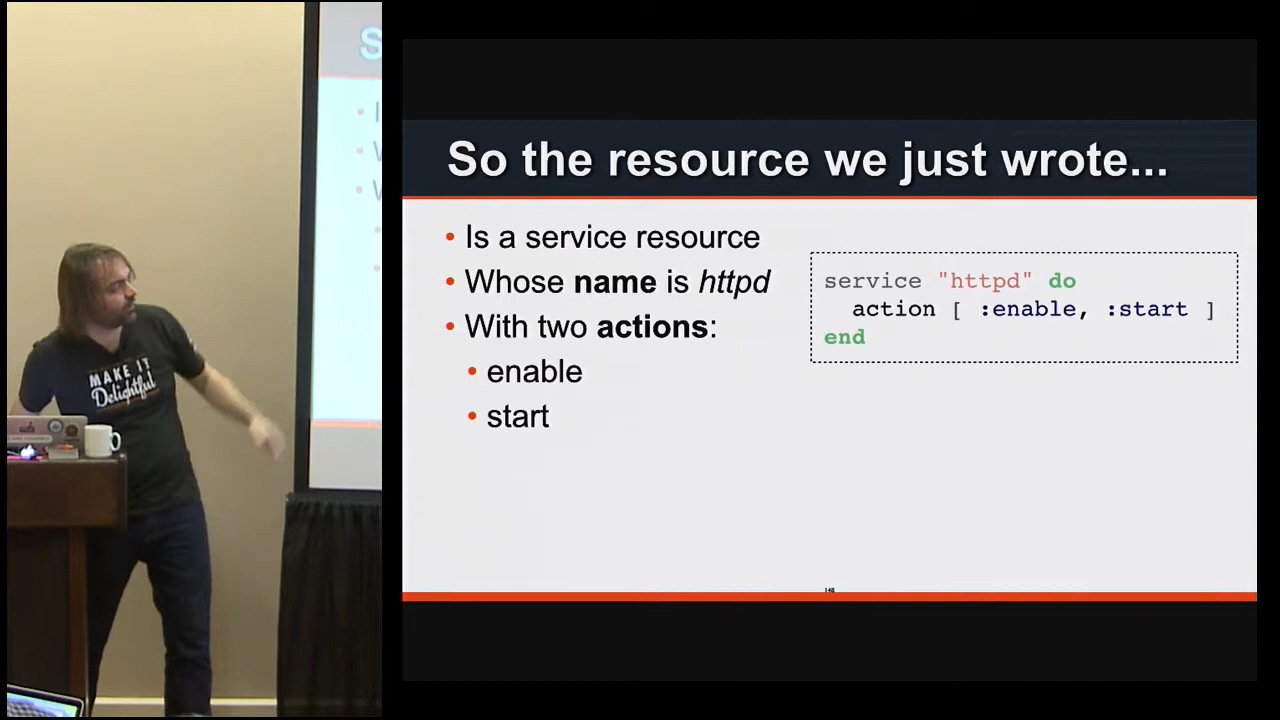 MAKE IT
Delightful
So the resource we just wrote...
• Is a service resource
• Whose name is httpd
• With two actions:
• enable
• start
service "httpd" do
action [ :enable, :start ]
end